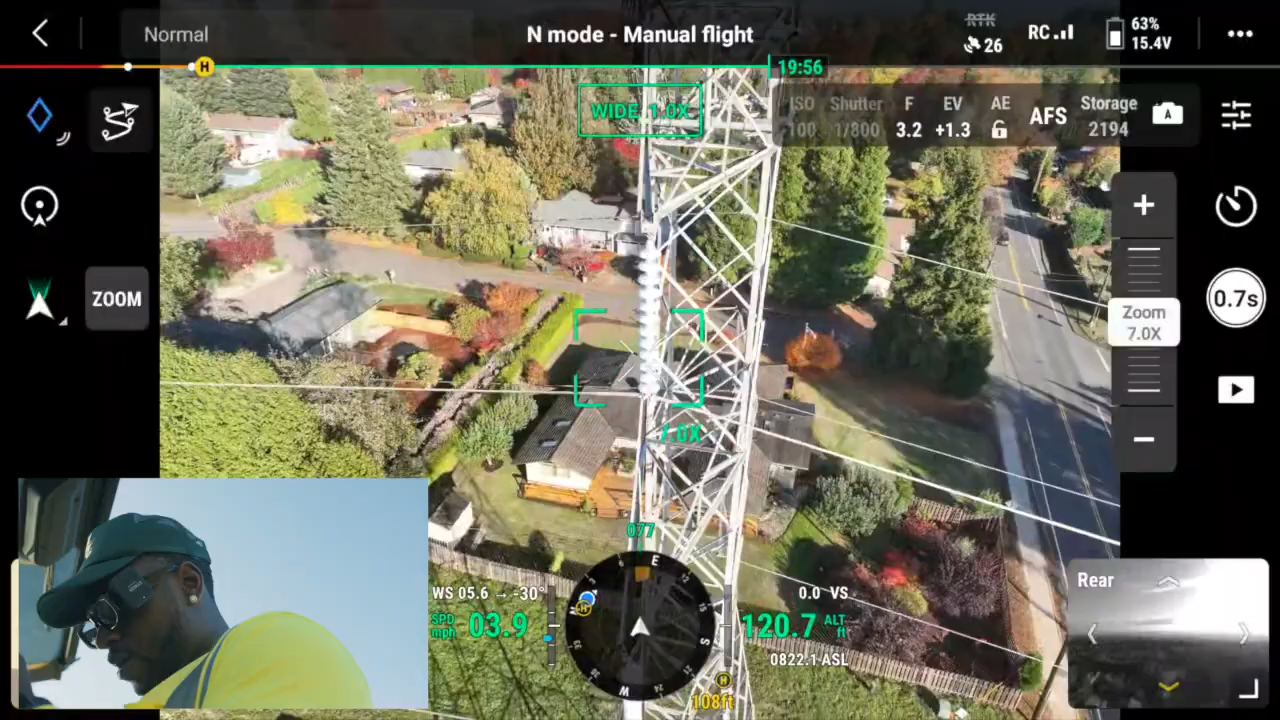 Normal
N mode - Manual flight
RTK
26
RC
63%
15.4V
H
19:56
WIDE 1.0X
ISO
100
Shutter
1/800
F
3.2
EV
+1.3
AE
AFS
Storage
2194
A
ZOOM
+
Zoom
7.0X
−
0.7s
7.0X
077
WS 05.6 → -30°
SPD
mph
03.9
E
S
W
N
H
0.0 VS
120.7 ALT
ft
0822.1 ASL
H
108ft
Rear